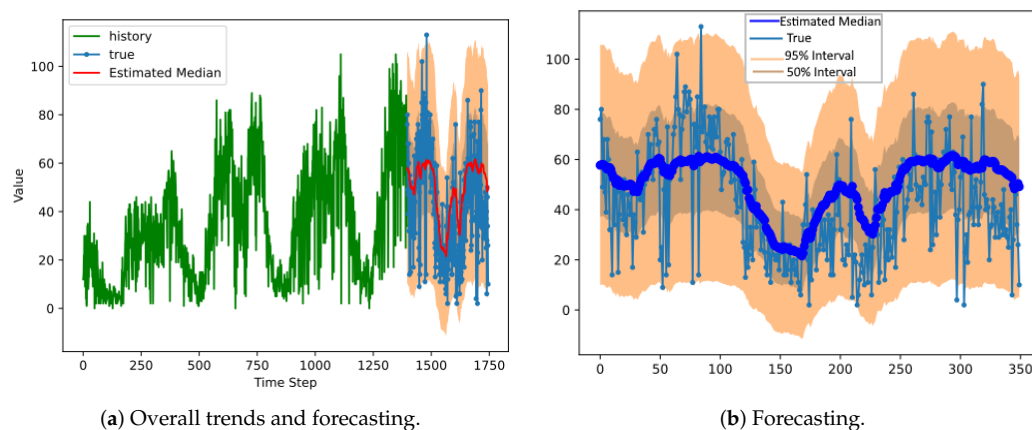 history
true
Estimated Median
100
80
60
40
20
0
Value
0
250
500
750
1000
1250
1500
1750
Time Step
(a) Overall trends and forecasting.
Estimated Median
True
95% Interval
50% Interval
100
80
60
40
20
0
0
50
100
150
200
250
300
350
(b) Forecasting.